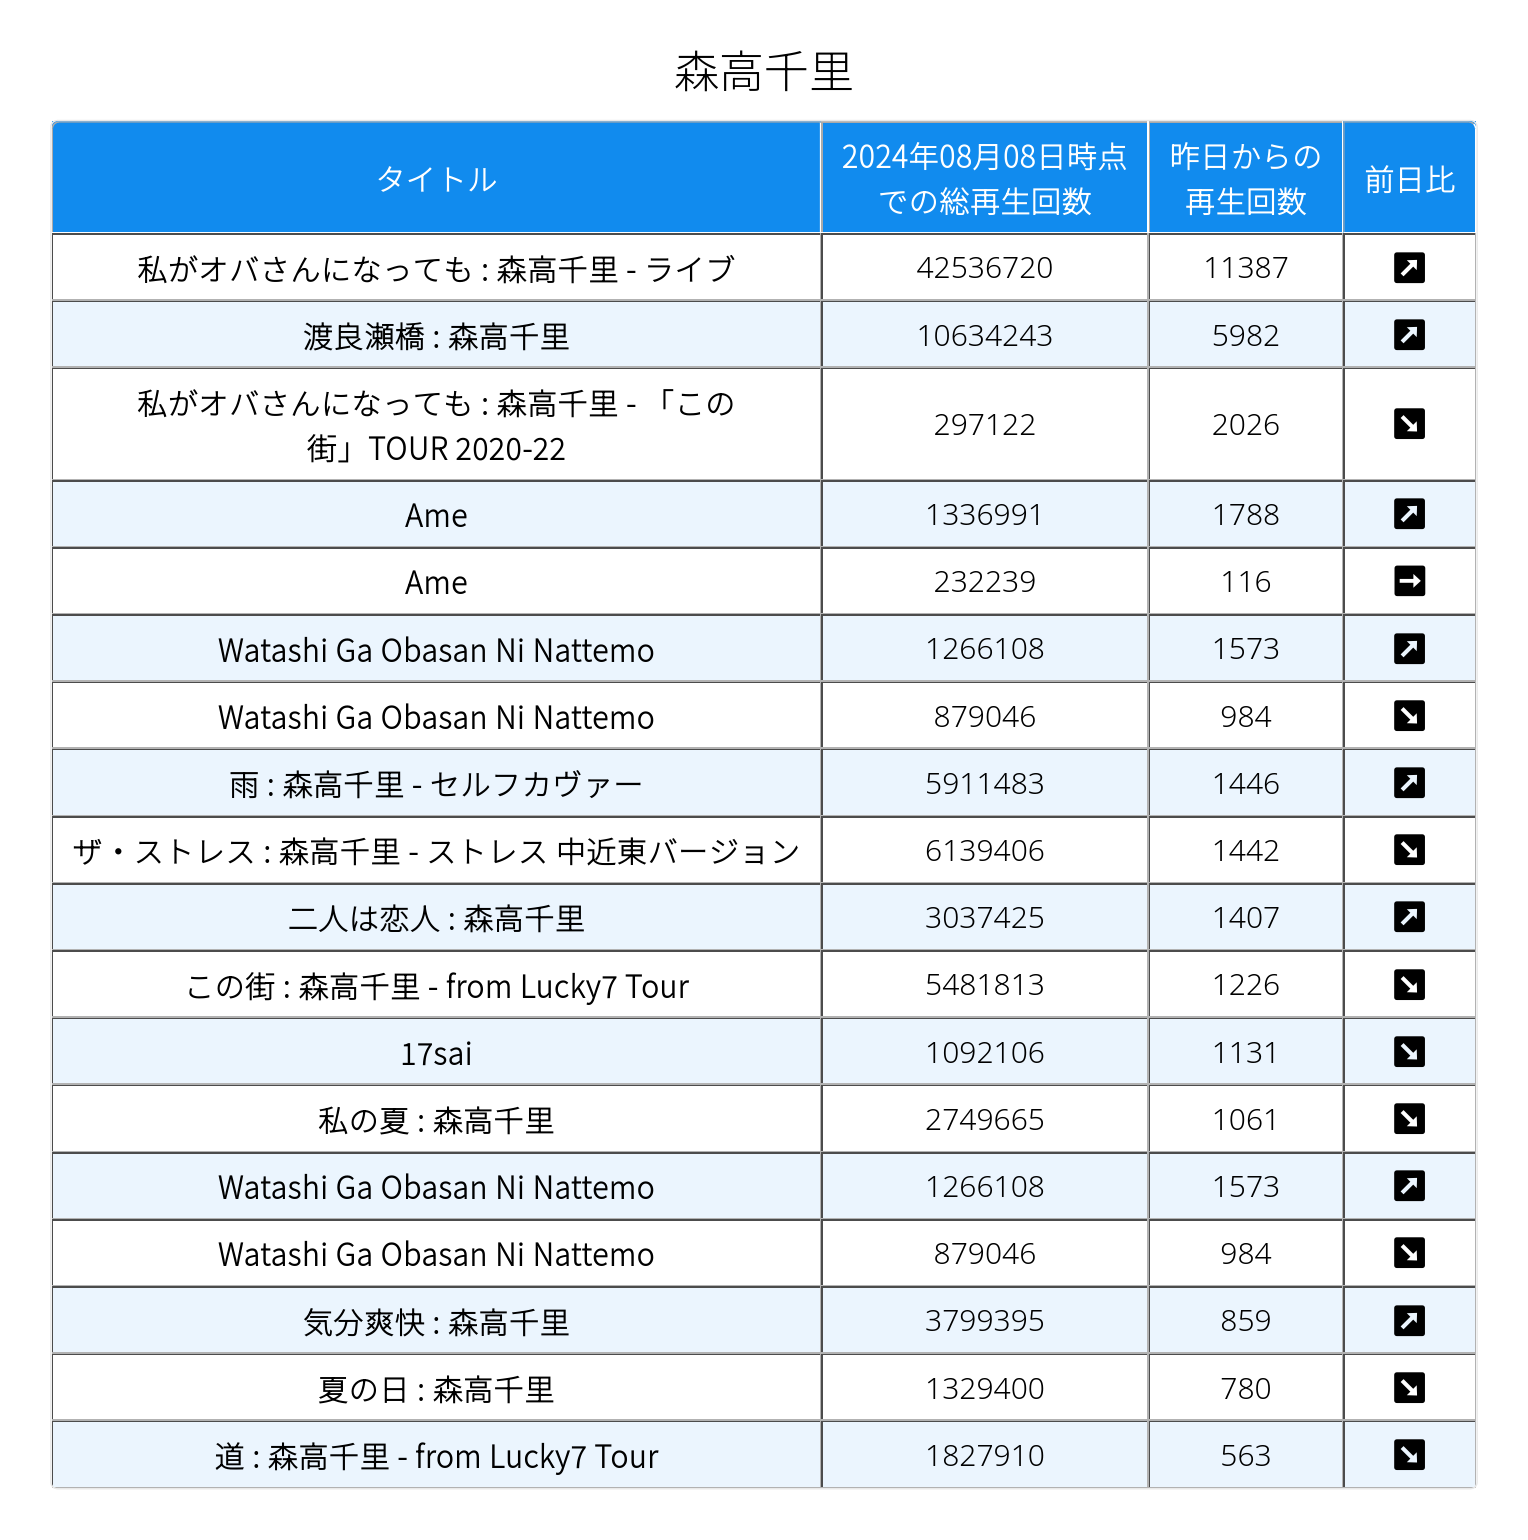 森高千里
タイトル
2024年08月08日時点
での総再生回数
昨日からの
再生回数
前日比
私がオバさんになっても : 森高千里 - ライブ 42536720 11387 ↗
渡良瀬橋 : 森高千里 10634243 5982 ↗
私がオバさんになっても : 森高千里 - 「この
街」TOUR 2020-22 297122 2026 ↘
Ame 1336991 1788 ↗
Ame 232239 116 →
Watashi Ga Obasan Ni Nattemo 1266108 1573 ↗
Watashi Ga Obasan Ni Nattemo 879046 984 ↘
雨 : 森高千里 - セルフカヴァー 5911483 1446 ↗
ザ・ストレス : 森高千里 - ストレス 中近東バージョン 6139406 1442 ↘
二人は恋人 : 森高千里 3037425 1407 ↗
この街 : 森高千里 - from Lucky7 Tour 5481813 1226 ↘
17sai 1092106 1131 ↘
私の夏 : 森高千里 2749665 1061 ↘
Watashi Ga Obasan Ni Nattemo 1266108 1573 ↗
Watashi Ga Obasan Ni Nattemo 879046 984 ↘
気分爽快 : 森高千里 3799395 859 ↗
夏の日 : 森高千里 1329400 780 ↘
道 : 森高千里 - from Lucky7 Tour 1827910 563 ↘